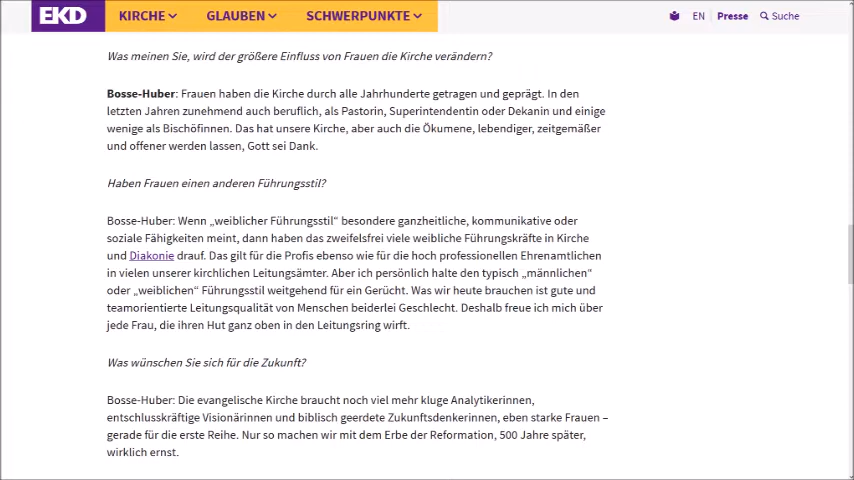 EKD KIRCHE GLAUBEN SCHWERPUNKTE EN Presse Suche
Was meinen Sie, wird der größere Einfluss von Frauen die Kirche verändern?
Bosse-Huber: Frauen haben die Kirche durch alle Jahrhunderte getragen und geprägt. In den
letzten Jahren zunehmend auch beruflich, als Pastorin, Superintendentin oder Dekanin und einige
wenige als Bischöfinnen. Das hat unsere Kirche, aber auch die Ökumene, lebendiger, zeitgemäßer
und offener werden lassen, Gott sei Dank.
Haben Frauen einen anderen Führungsstil?
Bosse-Huber: Wenn „weiblicher Führungsstil“ besondere ganzheitliche, kommunikative oder
soziale Fähigkeiten meint, dann haben das zweifelsfrei viele weibliche Führungskräfte in Kirche
und Diakonie drauf. Das gilt für die Profis ebenso wie für die hoch professionellen Ehrenamtlichen
in vielen unserer kirchlichen Leitungsämter. Aber ich persönlich halte den typisch „männlichen“
oder „weiblichen“ Führungsstil weitgehend für ein Gerücht. Was wir heute brauchen ist gute und
teamorientierte Leitungsqualität von Menschen beiderlei Geschlecht. Deshalb freue ich mich über
jede Frau, die ihren Hut ganz oben in den Leitungsring wirft.
Was wünschen Sie sich für die Zukunft?
Bosse-Huber: Die evangelische Kirche braucht noch viel mehr kluge Analytikerinnen,
entschlusskräftige Visionärinnen und biblisch geerdete Zukunftsdenkerinnen, eben starke Frauen –
gerade für die erste Reihe. Nur so machen wir mit dem Erbe der Reformation, 500 Jahre später,
wirklich ernst.